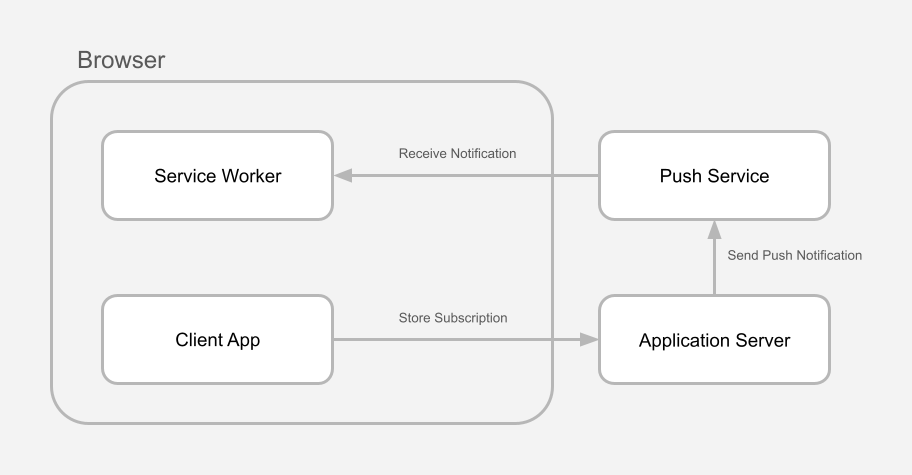 Browser
Receive Notification
Service Worker
Push Service
Send Push Notification
Store Subscription
Client App
Application Server